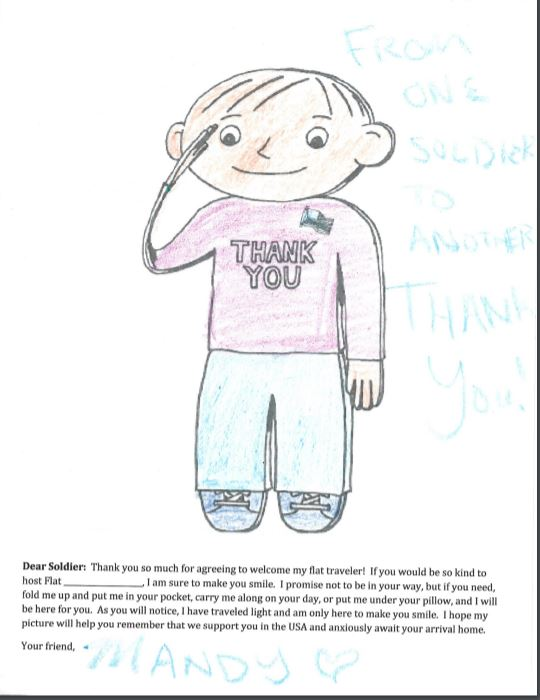 FROM
ONE
SOLDIER
TO
ANOTHER
THANK
You!
THANK
YOU
Dear Soldier: Thank you so much for agreeing to welcome my flat traveler! If you would be so kind to
host Flat ______________, I am sure to make you smile. I promise not to be in your way, but if you need,
fold me up and put me in your pocket, carry me along on your day, or put me under your pillow, and I will
be here for you. As you will notice, I have traveled light and am only here to make you smile. I hope my
picture will help you remember that we support you in the USA and anxiously await your arrival home.
Your friend, - MANDY ♡